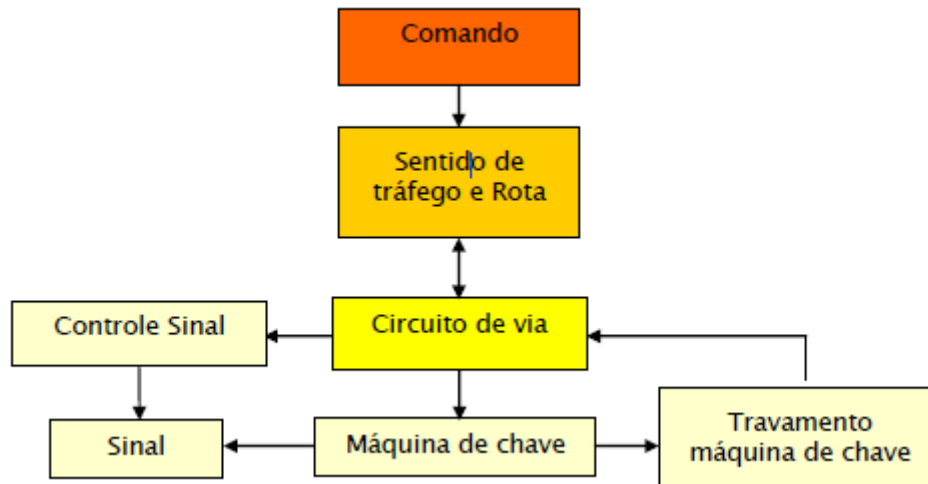 Comando
Sentido de
tráfego e Rota
Controle Sinal
Circuito de via
Sinal
Máquina de chave
Travamento
máquina de chave